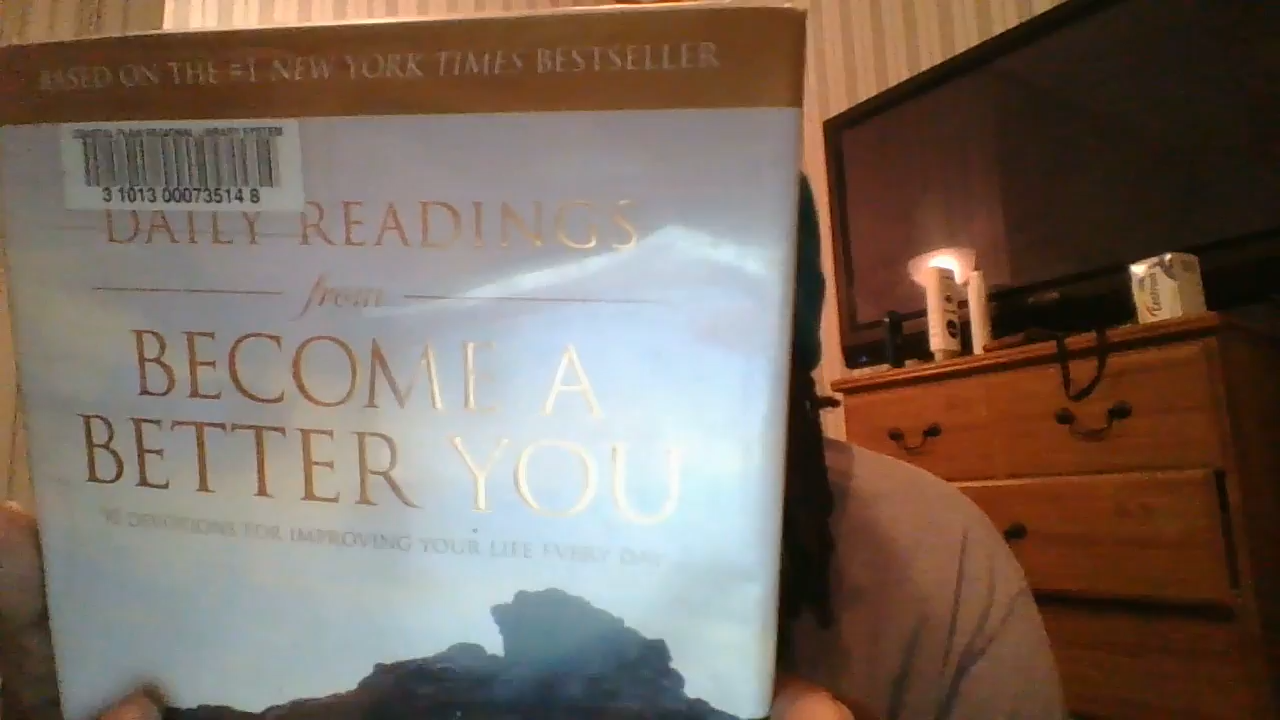 BASED ON THE #1 NEW YORK TIMES BESTSELLER
3 1013 00073514 8
DAILY READINGS
from
BECOME A
BETTER YOU
DEVOTIONS FOR IMPROVING YOUR LIFE EVERY DAY